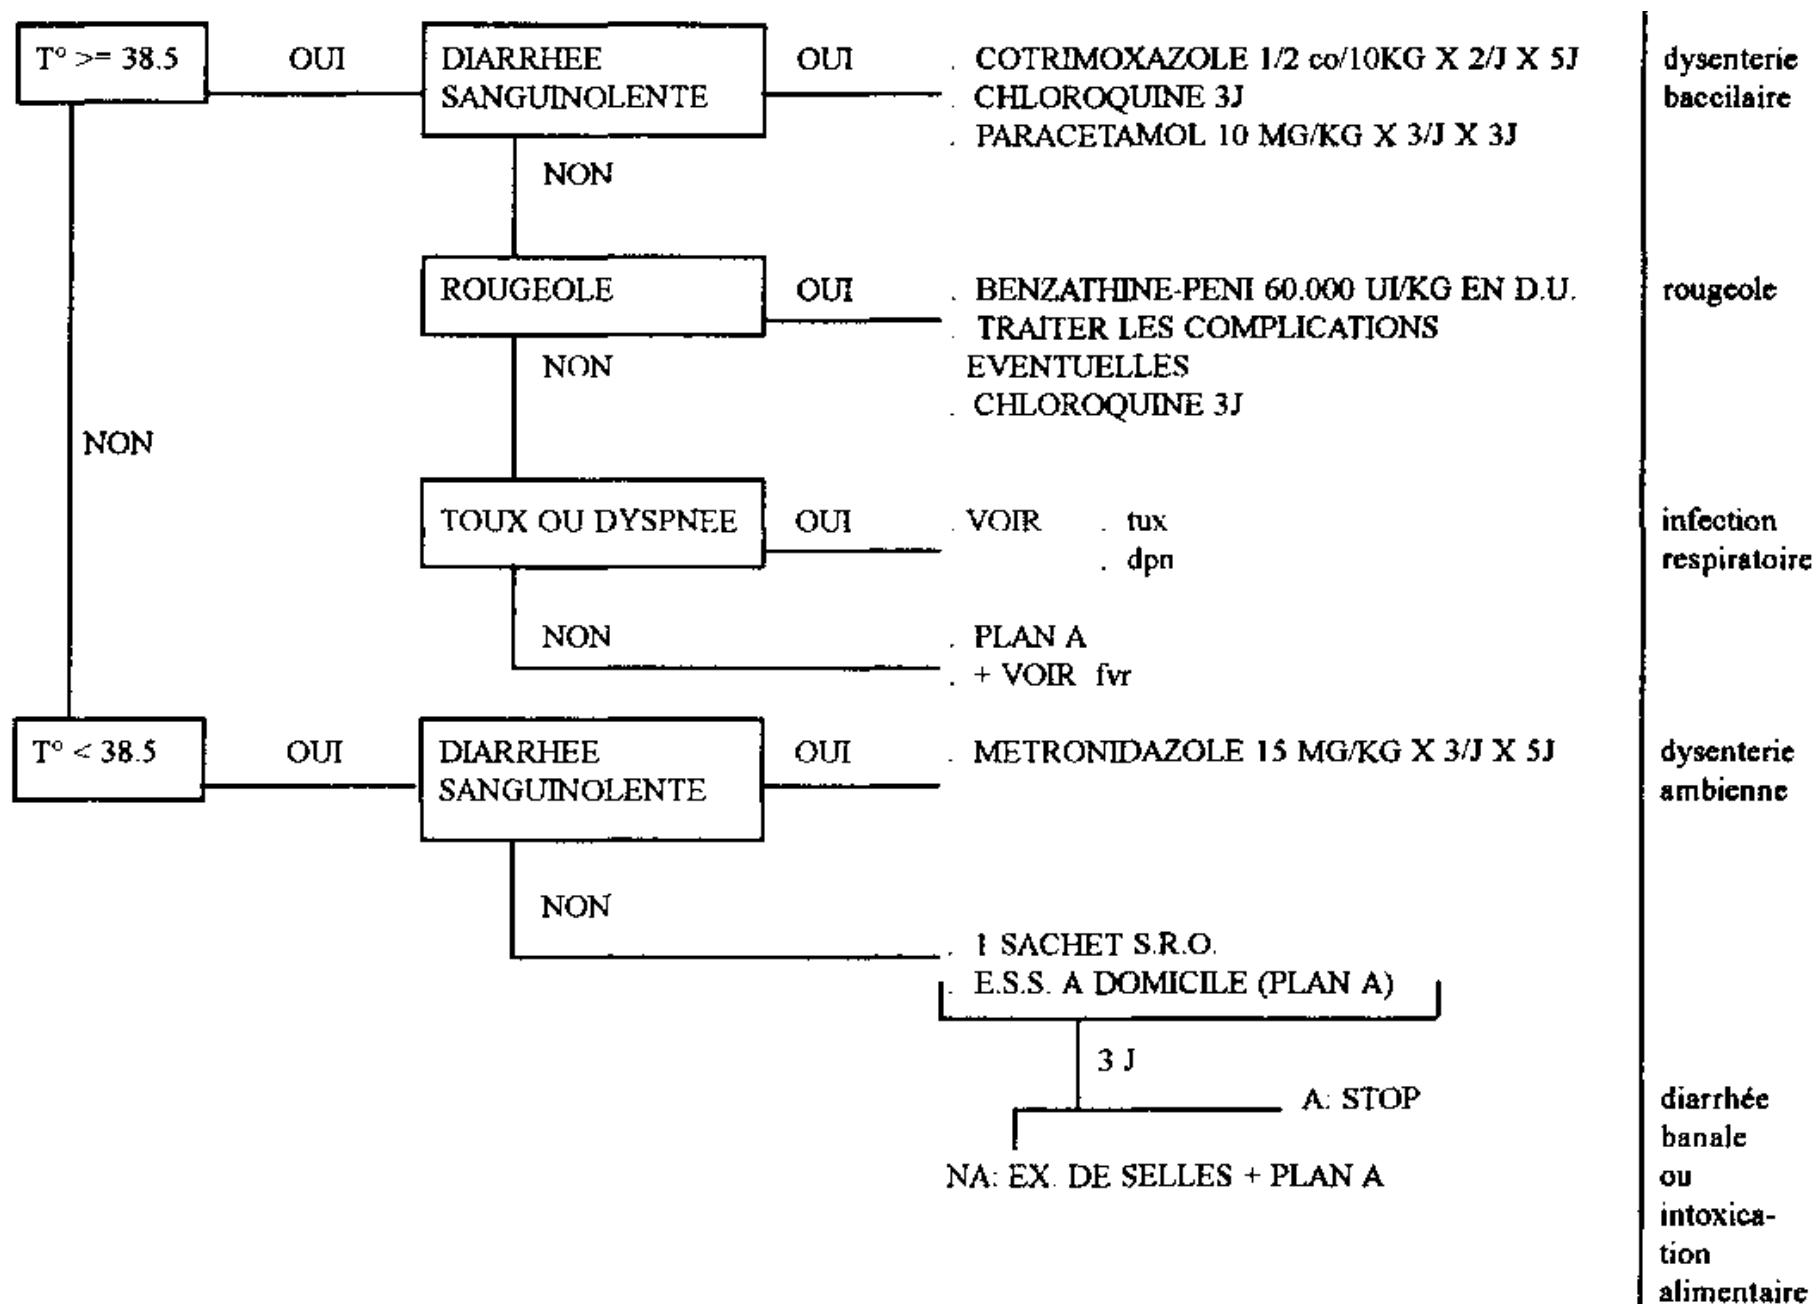 T° >= 38.5
OUI
DIARRHEE
SANGUINOLENTE
OUI
. COTRIMOXAZOLE 1/2 co/10KG X 2/J X 5J
. CHLOROQUINE 3J
. PARACETAMOL 10 MG/KG X 3/J X 3J
dysenterie
baccilaire
NON
ROUGEOLE
OUI
. BENZATHINE-PENI 60.000 UI/KG EN D.U.
. TRAITER LES COMPLICATIONS
EVENTUELLES
. CHLOROQUINE 3J
rougeole
NON
NON
TOUX OU DYSPNEE
OUI
. VOIR . tux
. dpn
infection
respiratoire
NON
. PLAN A
. + VOIR fvr
T° < 38.5
OUI
DIARRHEE
SANGUINOLENTE
OUI
. METRONIDAZOLE 15 MG/KG X 3/J X 5J
dysenterie
ambienne
NON
. 1 SACHET S.R.O.
. E.S.S. A DOMICILE (PLAN A)
3 J
A: STOP
NA: EX. DE SELLES + PLAN A
diarrhée
banale
ou
intoxica-
tion
alimentaire